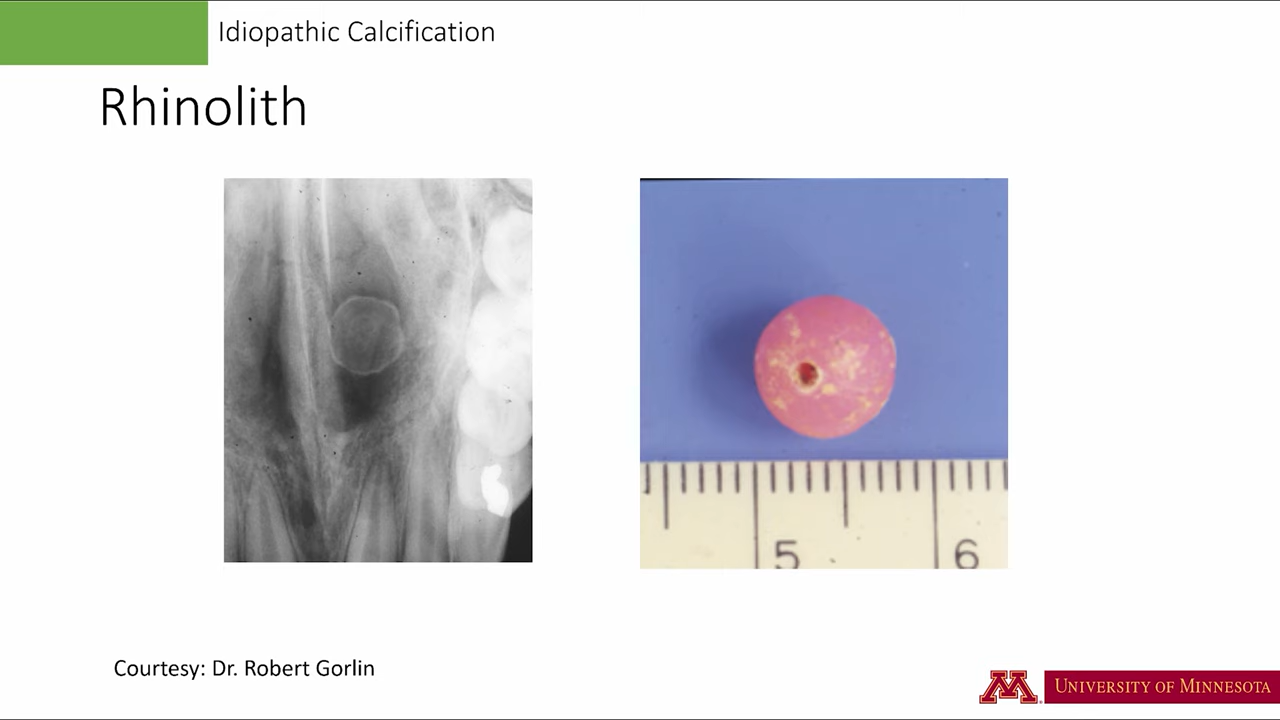 Idiopathic Calcification
Rhinolith
5 6
Courtesy: Dr. Robert Gorlin
M
UNIVERSITY OF MINNESOTA